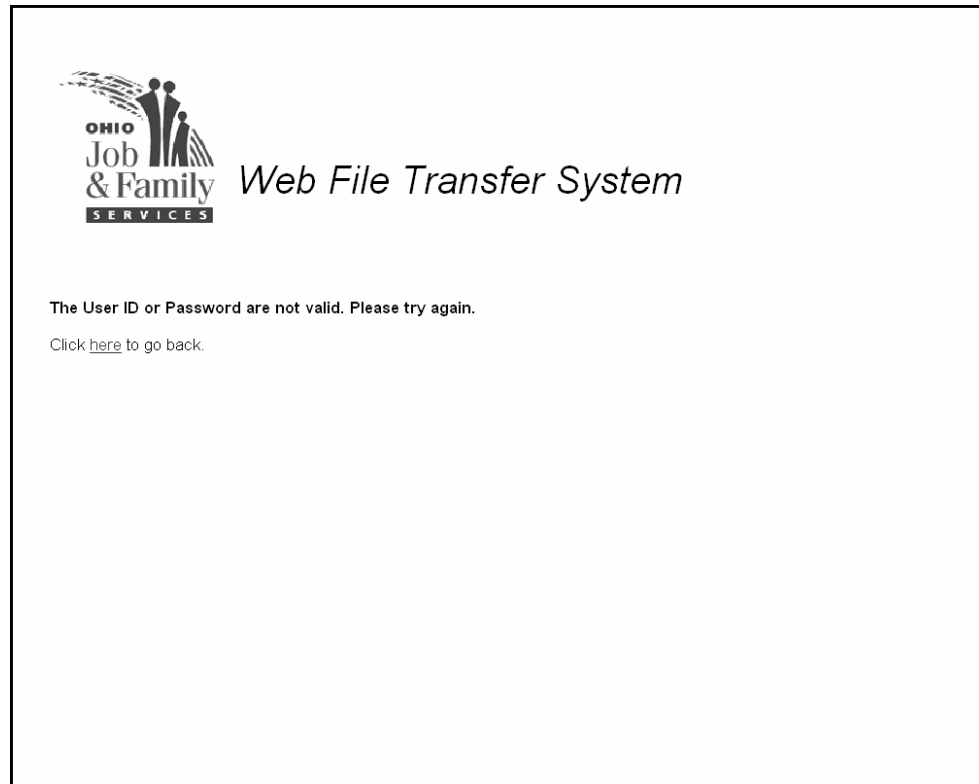 OHIO
Job
& Family
SERVICES
Web File Transfer System
The User ID or Password are not valid. Please try again.
Click here to go back.